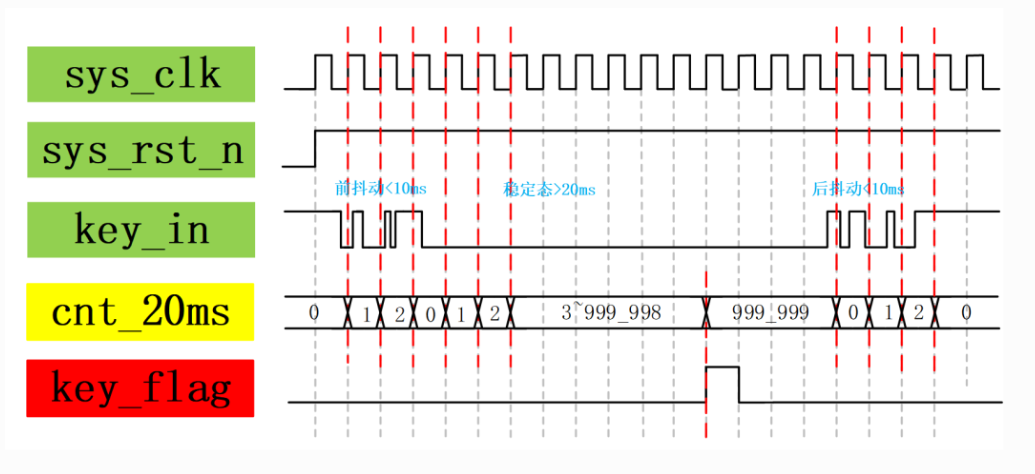 sys_clk
sys_rst_n
前抖动<10ms 稳定态>20ms 后抖动<10ms
key_in
cnt_20ms
0 1 2 0 1 2 3~999_998 999_999 0 1 2 0
key_flag